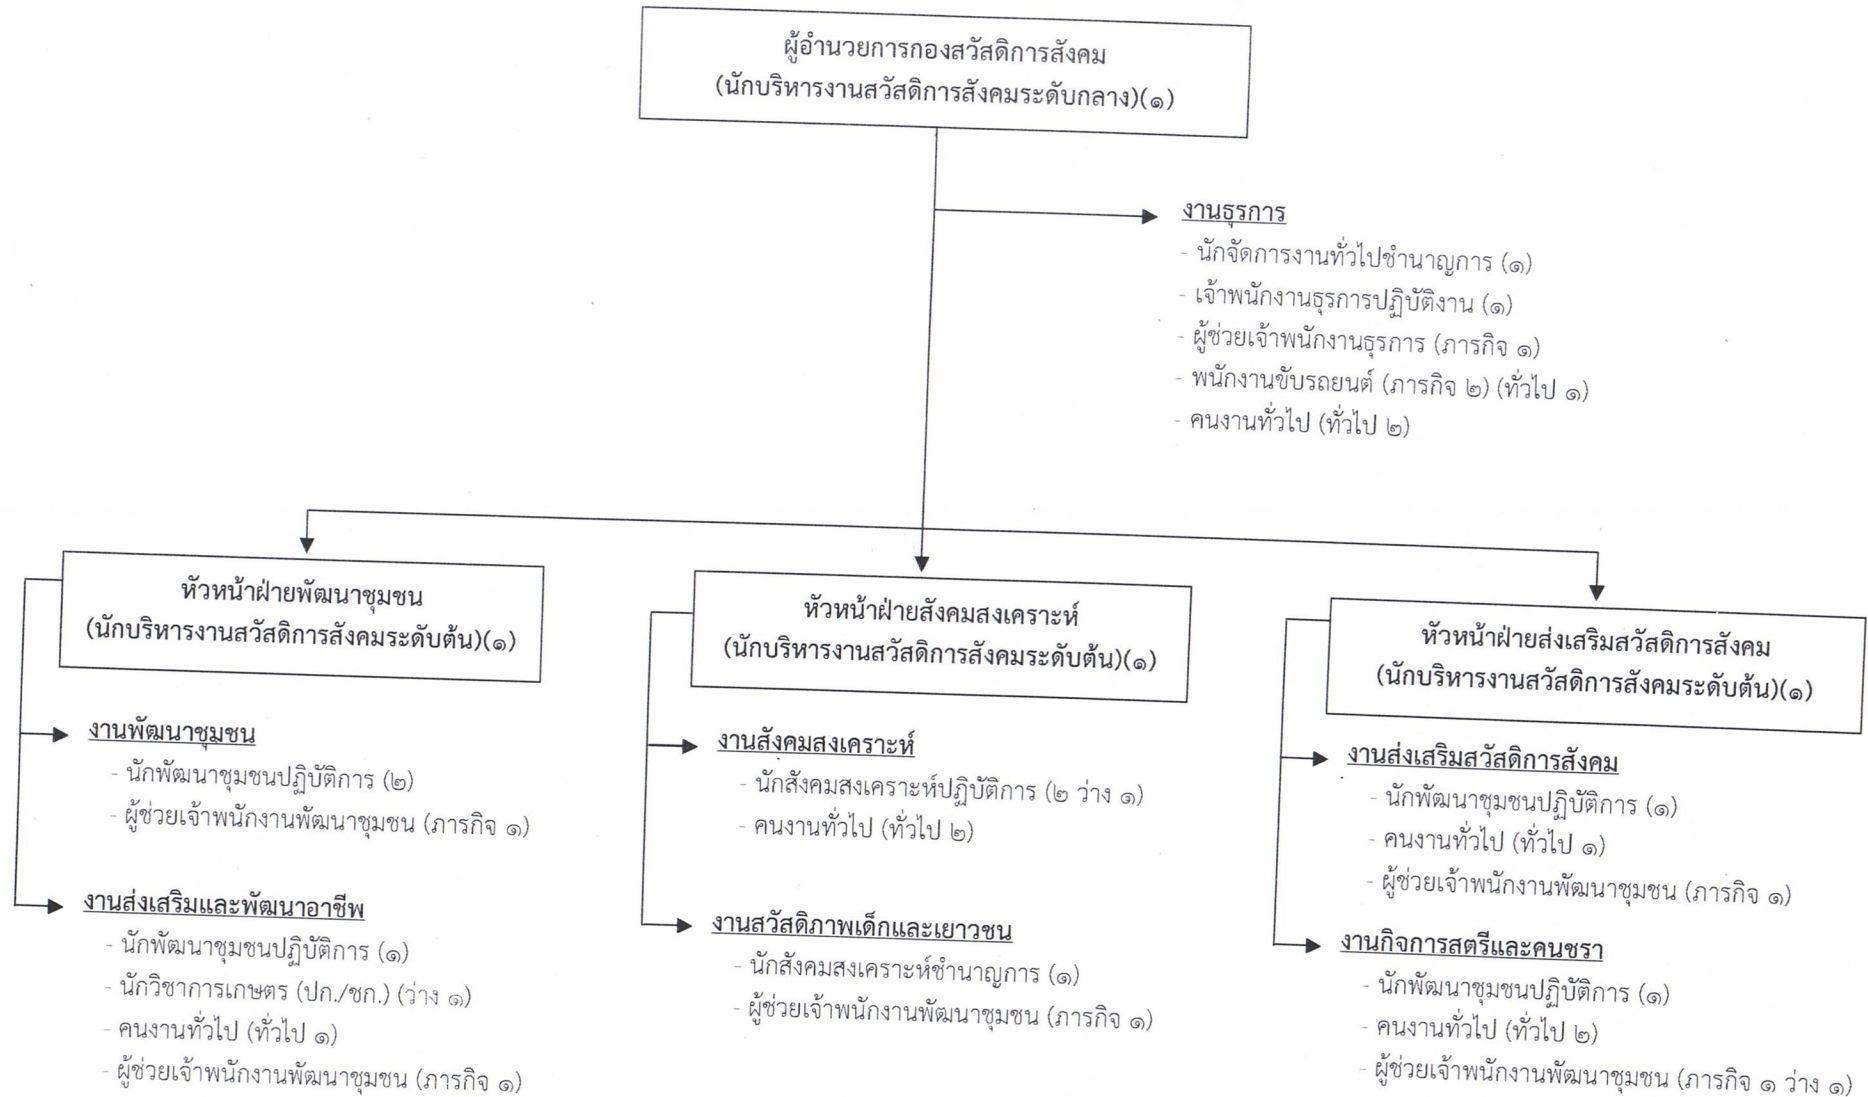 ผู้อำนวยการกองสวัสดิการสังคม
(นักบริหารงานสวัสดิการสังคมระดับกลาง)(๑)
งานธุรการ
- นักจัดการงานทั่วไปชำนาญการ (๑)
- เจ้าพนักงานธุรการปฏิบัติงาน (๑)
- ผู้ช่วยเจ้าพนักงานธุรการ (ภารกิจ ๑)
- พนักงานขับรถยนต์ (ภารกิจ ๒) (ทั่วไป ๑)
- คนงานทั่วไป (ทั่วไป ๒)
หัวหน้าฝ่ายพัฒนาชุมชน
(นักบริหารงานสวัสดิการสังคมระดับต้น)(๑)
งานพัฒนาชุมชน
- นักพัฒนาชุมชนปฏิบัติการ (๒)
- ผู้ช่วยเจ้าพนักงานพัฒนาชุมชน (ภารกิจ ๑)
งานส่งเสริมและพัฒนาอาชีพ
- นักพัฒนาชุมชนปฏิบัติการ (๑)
- นักวิชาการเกษตร (ปก./ชก.) (ว่าง ๑)
- คนงานทั่วไป (ทั่วไป ๑)
- ผู้ช่วยเจ้าพนักงานพัฒนาชุมชน (ภารกิจ ๑)
หัวหน้าฝ่ายสังคมสงเคราะห์
(นักบริหารงานสวัสดิการสังคมระดับต้น)(๑)
งานสังคมสงเคราะห์
- นักสังคมสงเคราะห์ปฏิบัติการ (๒ ว่าง ๑)
- คนงานทั่วไป (ทั่วไป ๒)
งานสวัสดิภาพเด็กและเยาวชน
- นักสังคมสงเคราะห์ชำนาญการ (๑)
- ผู้ช่วยเจ้าพนักงานพัฒนาชุมชน (ภารกิจ ๑)
หัวหน้าฝ่ายส่งเสริมสวัสดิการสังคม
(นักบริหารงานสวัสดิการสังคมระดับต้น)(๑)
งานส่งเสริมสวัสดิการสังคม
- นักพัฒนาชุมชนปฏิบัติการ (๑)
- คนงานทั่วไป (ทั่วไป ๑)
- ผู้ช่วยเจ้าพนักงานพัฒนาชุมชน (ภารกิจ ๑)
งานกิจการสตรีและคนชรา
- นักพัฒนาชุมชนปฏิบัติการ (๑)
- คนงานทั่วไป (ทั่วไป ๒)
- ผู้ช่วยเจ้าพนักงานพัฒนาชุมชน (ภารกิจ ๑ ว่าง ๑)